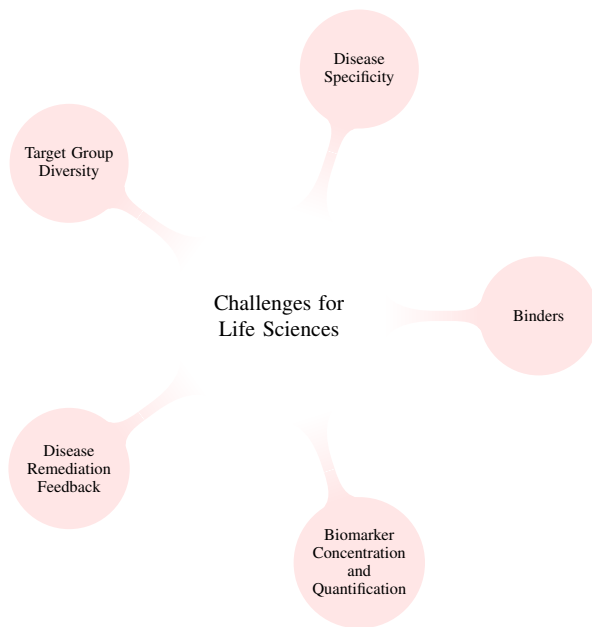 Disease
Specificity
Target Group
Diversity
Challenges for
Life Sciences
Binders
Disease
Remediation
Feedback
Biomarker
Concentration
and
Quantification